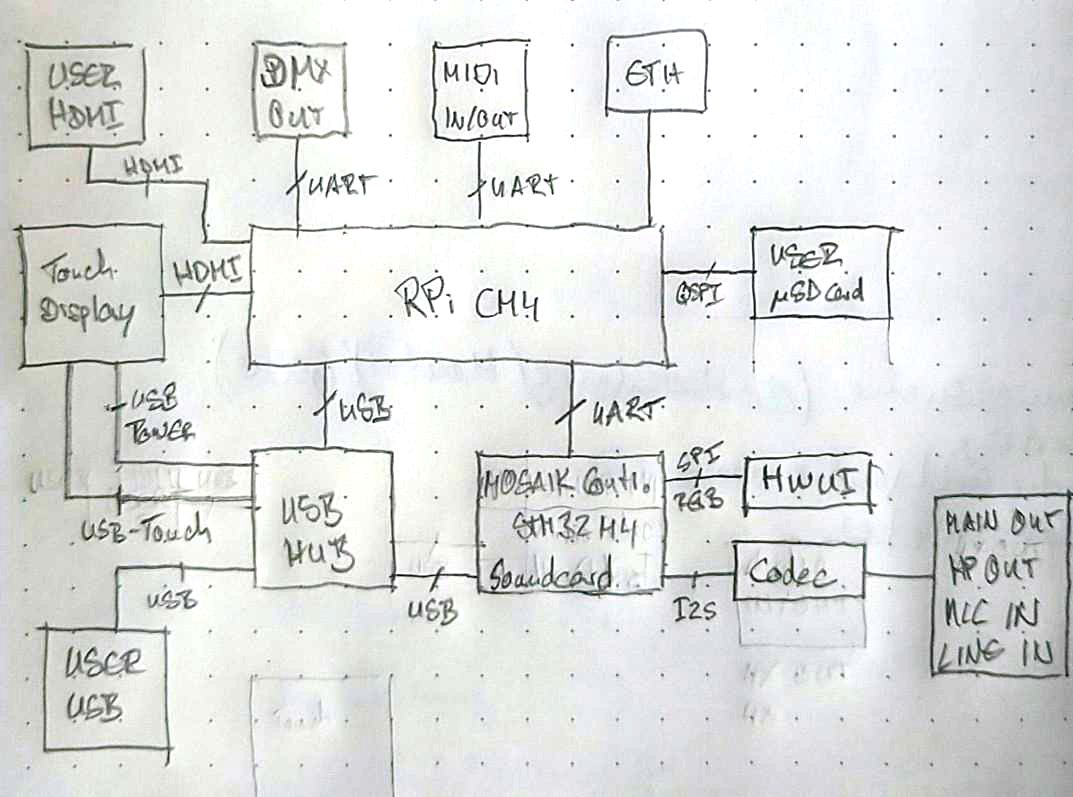 USER
HDMI
DMX
OUT
MIDI
IN/OUT
ETH
HDMI
UART
UART
Touch
Display
HDMI
RPi CM4
QSPI
USER
µSD Card
USB
POWER
USB
UART
USB-Touch
USB
HUB
MOSAIK Contr.
STM32 H4
Soundcard
SPI
HWUI
I2S
Codec
MAIN OUT
HP OUT
MIC IN
LINE IN
USB
USB
USER
USB